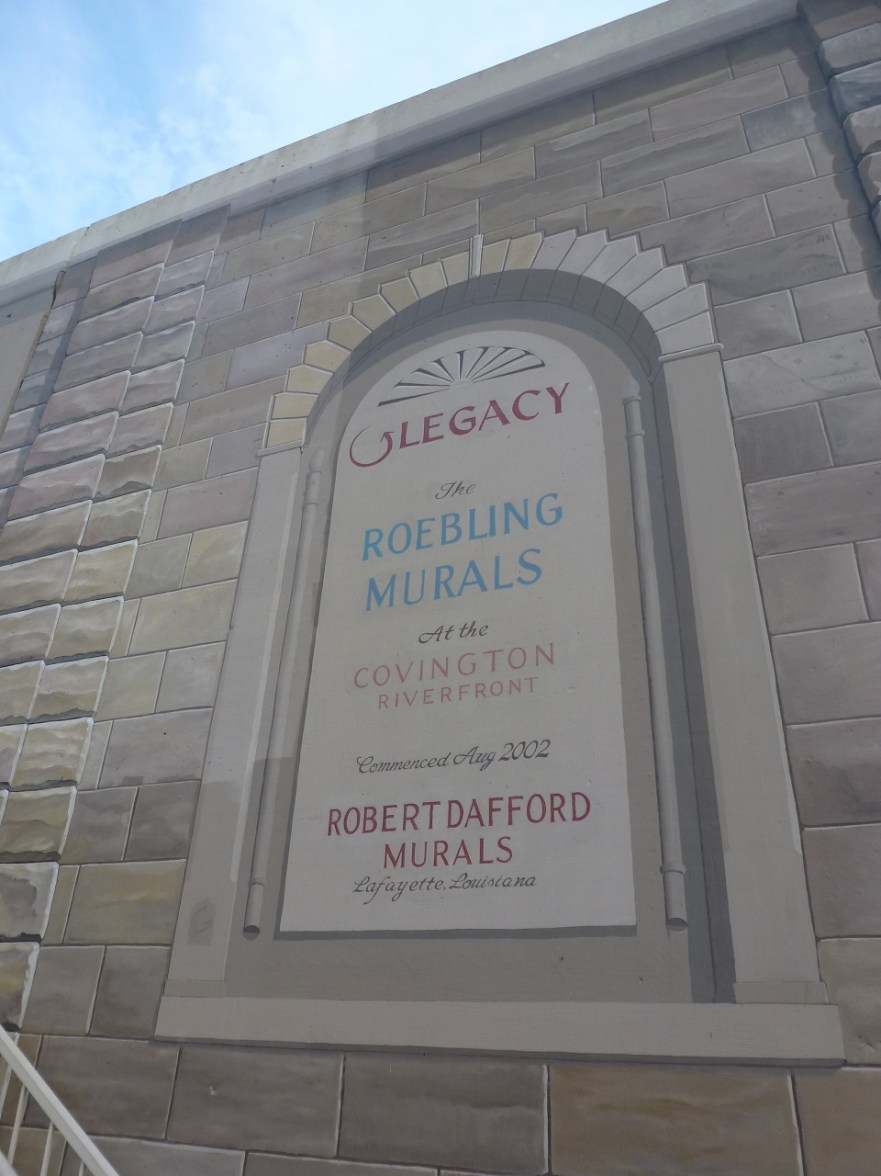 LEGACY
The
ROEBLING
MURALS
At the
COVINGTON
RIVERFRONT
Commenced Aug 2002
ROBERT DAFFORD
MURALS
Lafayette, Louisiana